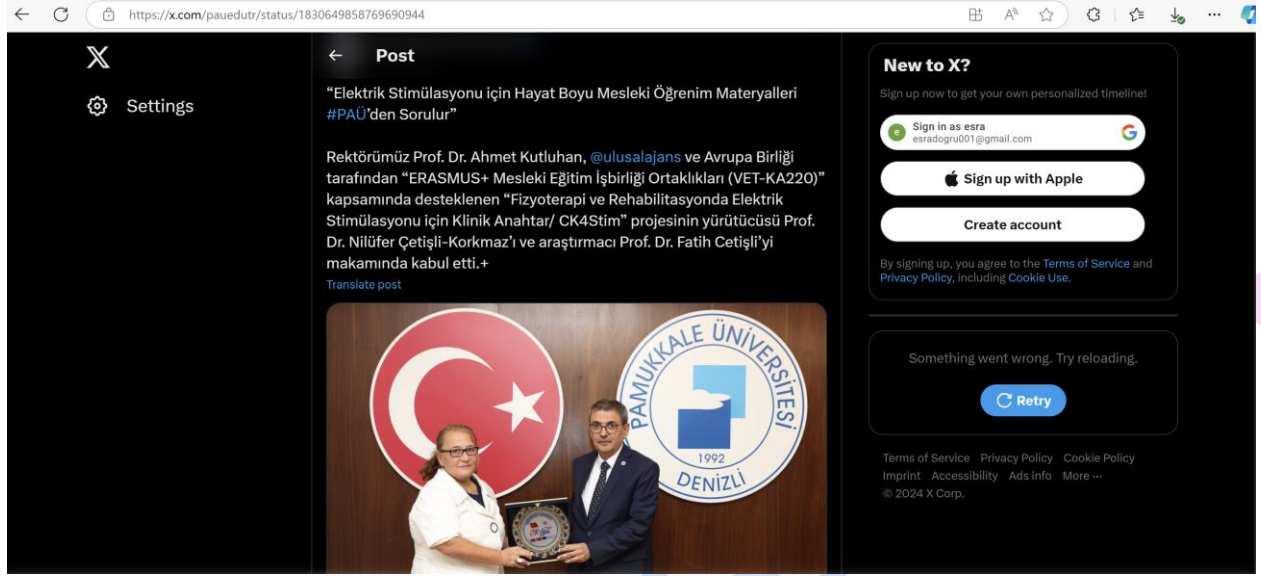 https://x.com/pauedutr/status/1830649858769690944
Settings
Post
“Elektrik Stimülasyonu için Hayat Boyu Mesleki Öğrenim Materyalleri
#PAÜ’den Sorulur”
Rektörümüz Prof. Dr. Ahmet Kutluhan, @ulusalajans ve Avrupa Birliği
tarafından “ERASMUS+ Mesleki Eğitim İşbirliği Ortaklıkları (VET-KA220)”
kapsamında desteklenen “Fizyoterapi ve Rehabilitasyonda Elektrik
Stimülasyonu için Klinik Anahtar/ CK4Stim” projesinin yürütücüsü Prof.
Dr. Nilüfer Çetişli-Korkmaz’ı ve araştırmacı Prof. Dr. Fatih Cetişli’yi
makamında kabul etti.+
Translate post
PAMUKKALE ÜNİVERSİTESİ
1992
DENİZLİ
New to X?
Sign up now to get your own personalized timeline!
e
Sign in as esra
esradogru001@gmail.com
Sign up with Apple
Create account
By signing up, you agree to the Terms of Service and
Privacy Policy, including Cookie Use.
Something went wrong. Try reloading.
Retry
Terms of Service Privacy Policy Cookie Policy
Imprint Accessibility Ads info More ...
© 2024 X Corp.